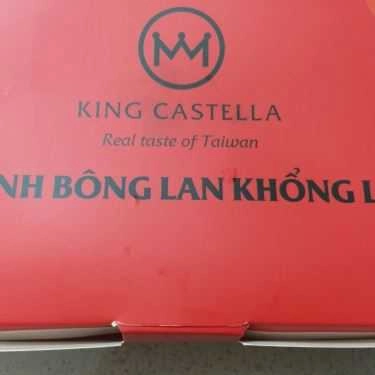 KING CASTELLA
Real taste of Taiwan
NH BÔNG LAN KHỔNG L